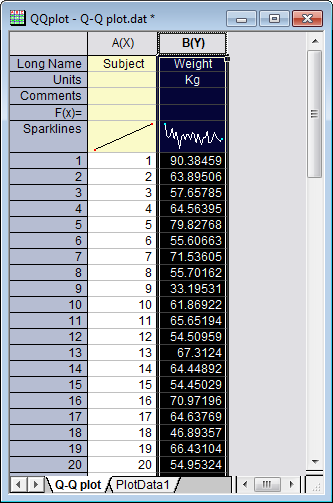 QQplot - Q-Q plot.dat *
A(X) B(Y)
Long Name Subject Weight
Units Kg
Comments
F(x)=
Sparklines
1 1 90.38459
2 2 63.89506
3 3 57.65785
4 4 64.56395
5 5 79.82768
6 6 55.60663
7 7 71.53605
8 8 55.70162
9 9 33.19531
10 10 61.86922
11 11 65.65194
12 12 54.50959
13 13 67.3124
14 14 64.44892
15 15 54.45029
16 16 70.97196
17 17 64.63769
18 18 46.89357
19 19 66.43104
20 20 54.95324
Q-Q plot PlotData1